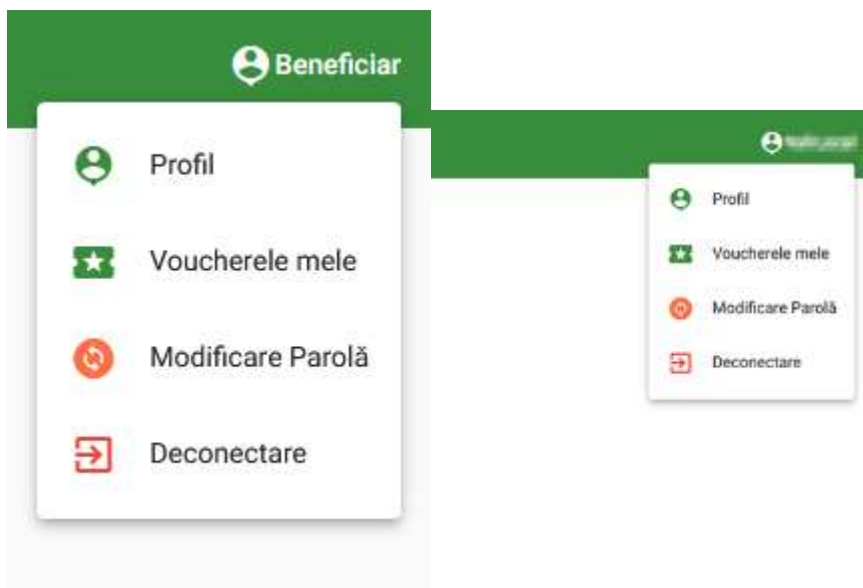 Beneficiar
Profil
Voucherele mele
Modificare Parolă
Deconectare
Profil
Voucherele mele
Modificare Parolă
Deconectare